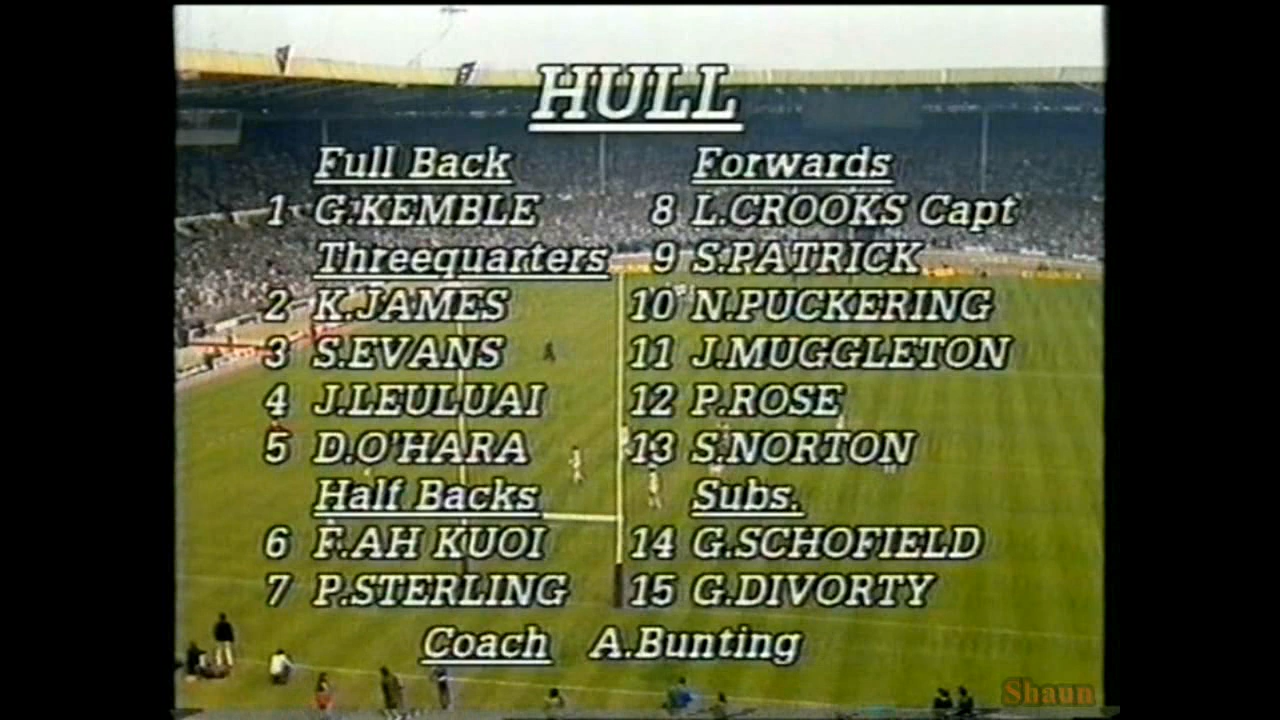 HULL
Full Back
1 G.KEMBLE
Threequarters
2 K.JAMES
3 S.EVANS
4 J.LEULUAI
5 D.O'HARA
Half Backs
6 F.AH KUOI
7 P.STERLING
Forwards
8 L.CROOKS Capt
9 S.PATRICK
10 N.PUCKERING
11 J.MUGGLETON
12 P.ROSE
13 S.NORTON
Subs.
14 G.SCHOFIELD
15 G.DIVORTY
Coach A.Bunting
Shaun